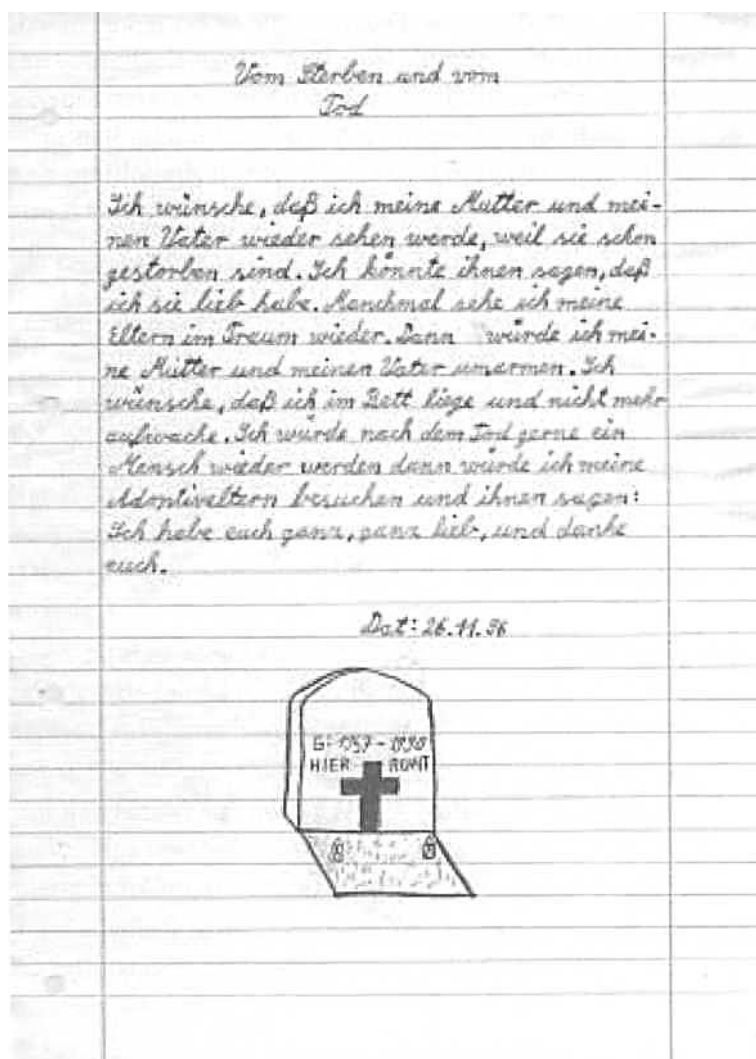 Vom Sterben und vom
Tod
Ich wünsche, daß ich meine Mutter und mei-
nen Vater wieder sehen werde, weil sie schon
gestorben sind. Ich könnte ihnen sagen, daß
ich sie lieb habe. Manchmal sehe ich meine
Eltern im Traum wieder. Dann würde ich mei-
ne Mutter und meinen Vater umarmen. Ich
wünsche, daß ich im Bett liege und nicht mehr
aufwache. Ich würde nach dem Tod gerne ein
Mensch wieder werden dann würde ich meine
Adoptiveltern besuchen und ihnen sagen:
Ich habe euch ganz, ganz lieb, und danke
euch.
Dat: 26.11.96
HIER